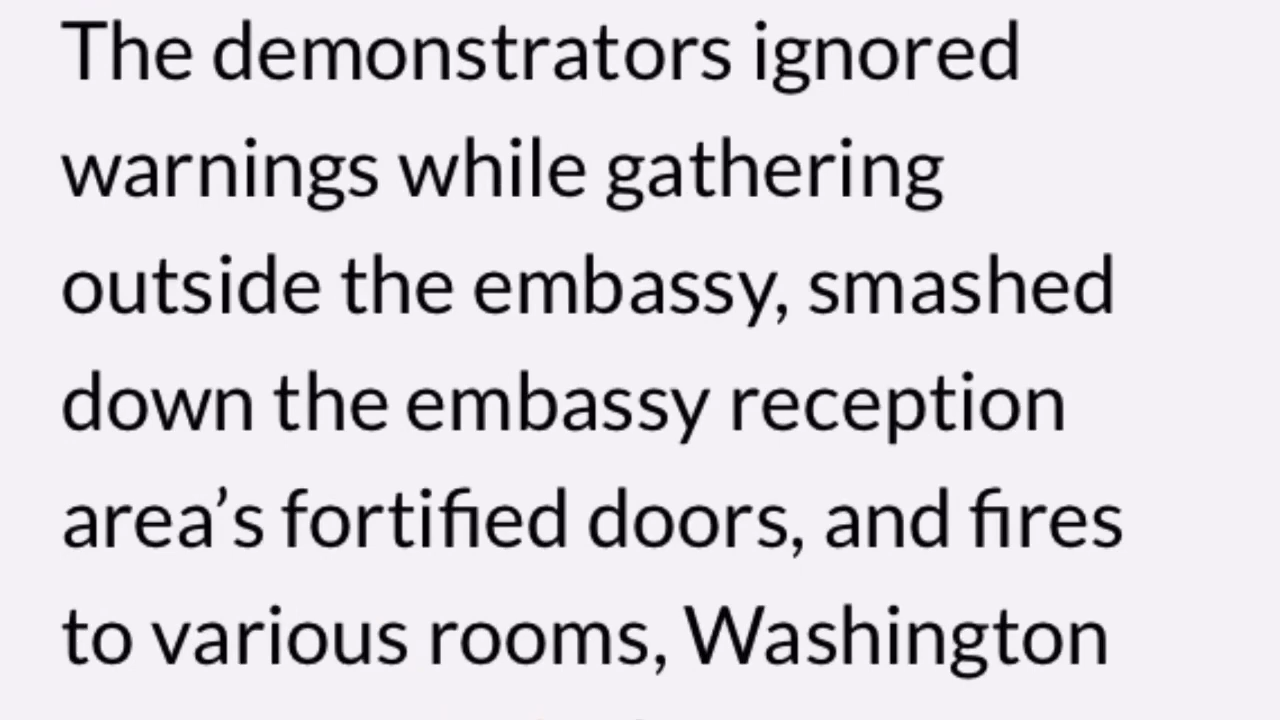 The demonstrators ignored
warnings while gathering
outside the embassy, smashed
down the embassy reception
area’s fortified doors, and fires
to various rooms, Washington